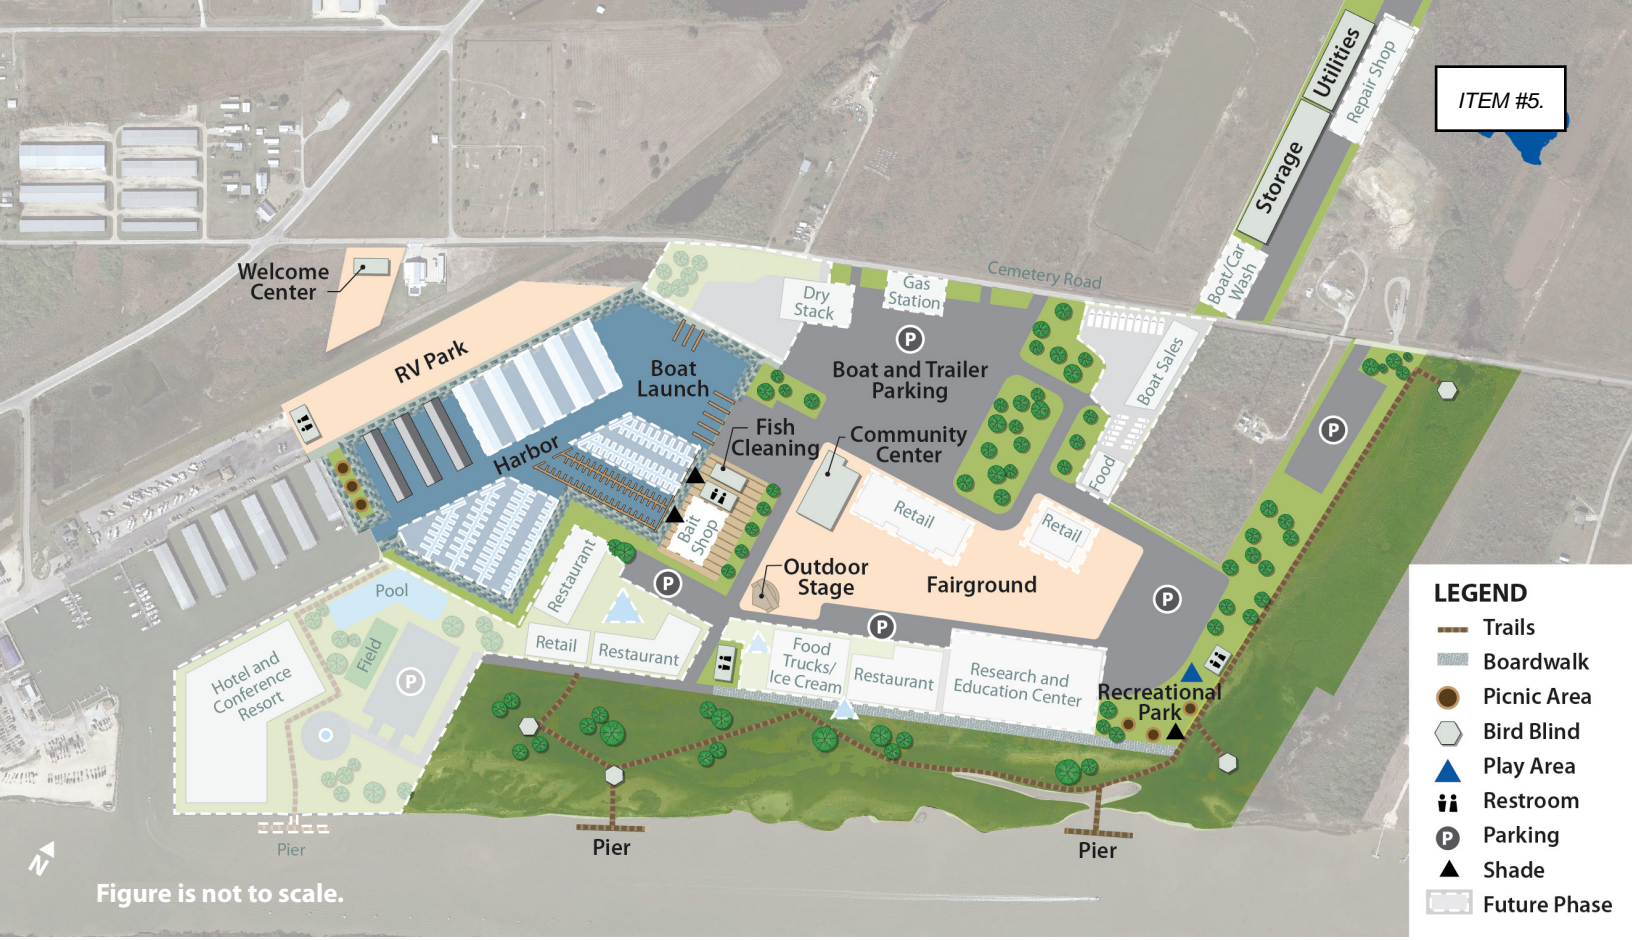 Utilities
Repair Shop
ITEM #5.
Storage
Boat/Car
Wash
Welcome
Center
Cemetery Road
Gas
Station
Dry
Stack
P
RV Park
Boat
Launch
Boat and Trailer
Parking
Boat Sales
P
Fish
Cleaning
Community
Center
Harbor
Food
Retail
Retail
Bait
Shop
Restaurant
P
Outdoor
Stage
Fairground
P
P
Pool
Field
P
Retail
Restaurant
Food
Trucks/
Ice Cream
Restaurant
Research and
Education Center
Recreational
Park
Hotel and
Conference
Resort
Pier
Pier
Pier
N
Figure is not to scale.
LEGEND
Trails
Boardwalk
Picnic Area
Bird Blind
Play Area
Restroom
P Parking
Shade
Future Phase